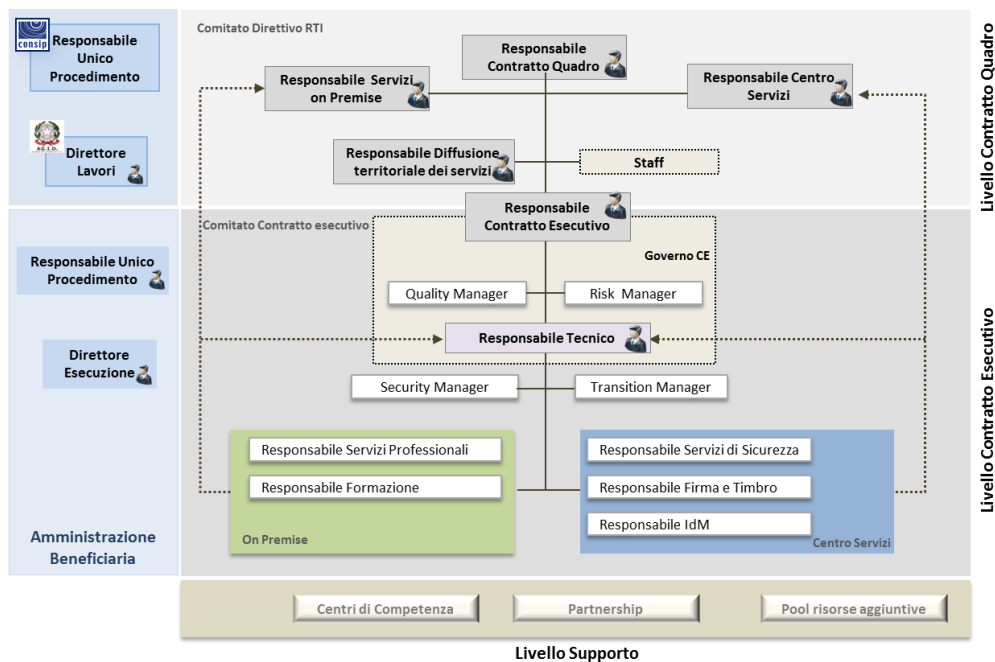 consip
Responsabile
Unico
Procedimento
AG.I.D.
Direttore
Lavori
Comitato Direttivo RTI
Responsabile
Contratto Quadro
Responsabile Servizi
on Premise
Responsabile Centro
Servizi
Responsabile Diffusione
territoriale dei servizi
Staff
Livello Contratto Quadro
Responsabile
Contratto Esecutivo
Comitato Contratto esecutivo
Governo CE
Responsabile Unico
Procedimento
Quality Manager
Risk Manager
Responsabile Tecnico
Direttore
Esecuzione
Security Manager
Transition Manager
Livello Contratto Esecutivo
Responsabile Servizi Professionali
Responsabile Formazione
On Premise
Responsabile Servizi di Sicurezza
Responsabile Firma e Timbro
Responsabile IdM
Centro Servizi
Amministrazione
Beneficiaria
Centri di Competenza
Partnership
Pool risorse aggiuntive
Livello Supporto